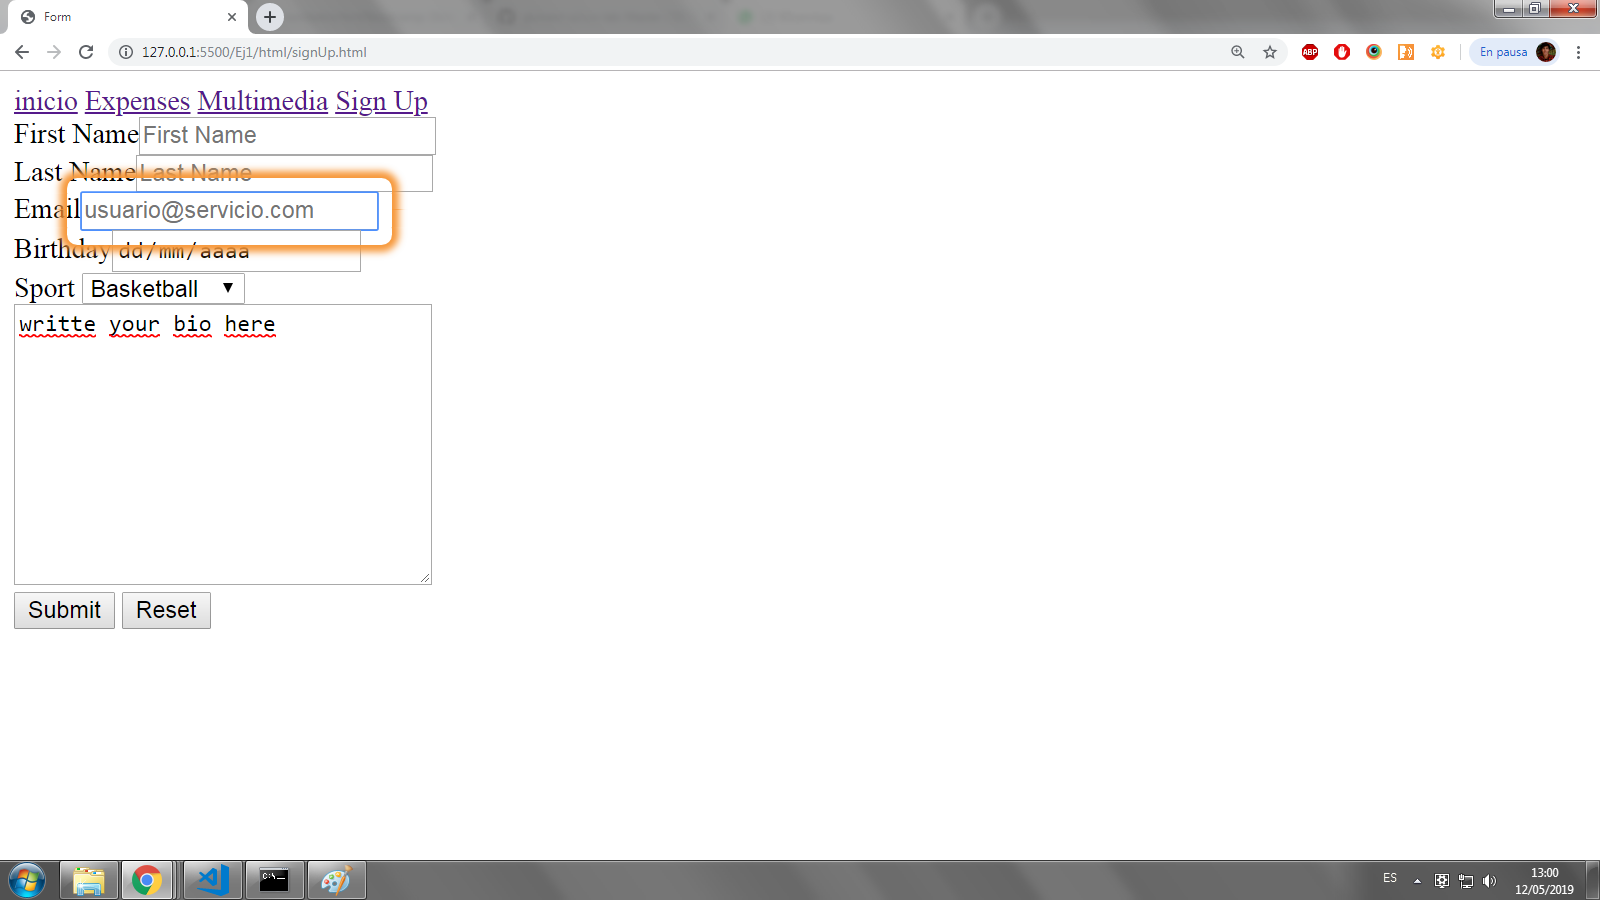 Form
127.0.0.1:5500/Ej1/html/signUp.html
ABP
En pausa
inicio Expenses Multimedia Sign Up
First Name First Name
Last Name Last Name
Email usuario@servicio.com
Birthday dd/mm/aaaa
Sport Basketball
writte your bio here
Submit Reset
C:\_
ES
13:00
12/05/2019